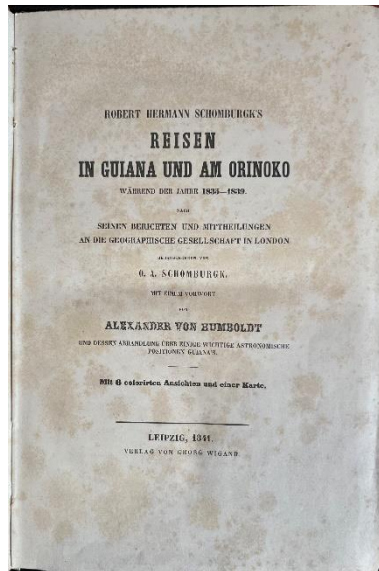 ROBERT HERMANN SCHOMBURGK'S
REISEN
IN GUIANA UND AM ORINOKO
WÄHREND DER JAHRE 1835—1839.
NACH
SEINEN BERICHTEN UND MITTHEILUNGEN
AN DIE GEOGRAPHISCHE GESELLSCHAFT IN LONDON
HERAUSGEGEBEN VON
O. A. SCHOMBURGK.
MIT EINEM VORWORT
VON
ALEXANDER VON HUMBOLDT
UND DESSEN ABHANDLUNG ÜBER EINIGE WICHTIGE ASTRONOMISCHE
POSITIONEN GUIANA'S.
Mit 6 colorirten Ansichten und einer Karte.
LEIPZIG, 1841.
VERLAG VON GEORG WIGAND.